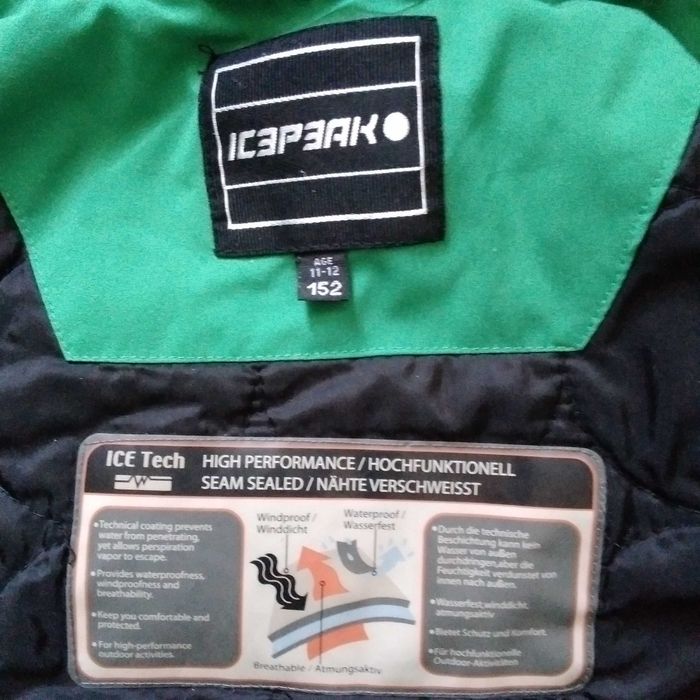 ICEPEAK
AGE
11-12
152
ICE Tech
HIGH PERFORMANCE / HOCHFUNKTIONELL
SEAM SEALED / NÄHTE VERSCHWEISST
•Technical coating prevents
water from penetrating,
yet allows perspiration
vapor to escape.
•Provides waterproofness,
windproofness and
breathability.
•Keep you comfortable and
protected.
•For high-performance
outdoor activities.
Windproof /
Winddicht
Waterproof /
Wasserfest
Breathable / Atmungsaktiv
•Durch die technische
Beschichtung kann kein
Wasser von außen
durchdringen,aber die
Feuchtigkeit verdunstet von
innen nach außen.
•Wasserfest,winddicht,
atmungsaktiv
•Bietet Schutz und Komfort.
•Für hochfunktionelle
Outdoor-Aktivitäten